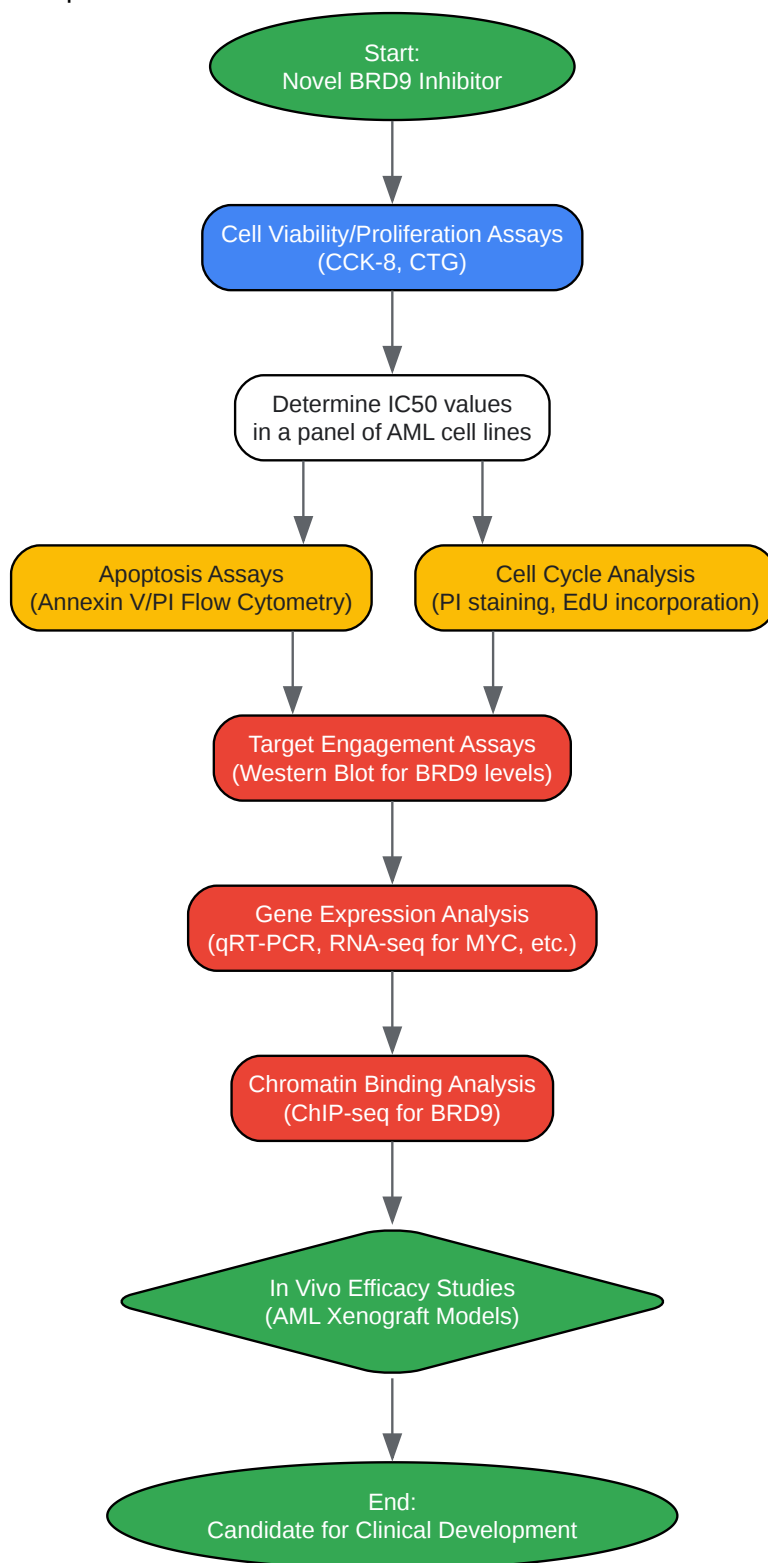 Start:
Novel BRD9 Inhibitor
Cell Viability/Proliferation Assays
(CCK-8, CTG)
Determine IC50 values
in a panel of AML cell lines
Apoptosis Assays
(Annexin V/PI Flow Cytometry)
Cell Cycle Analysis
(PI staining, EdU incorporation)
Target Engagement Assays
(Western Blot for BRD9 levels)
Gene Expression Analysis
(qRT-PCR, RNA-seq for MYC, etc.)
Chromatin Binding Analysis
(ChIP-seq for BRD9)
In Vivo Efficacy Studies
(AML Xenograft Models)
End:
Candidate for Clinical Development